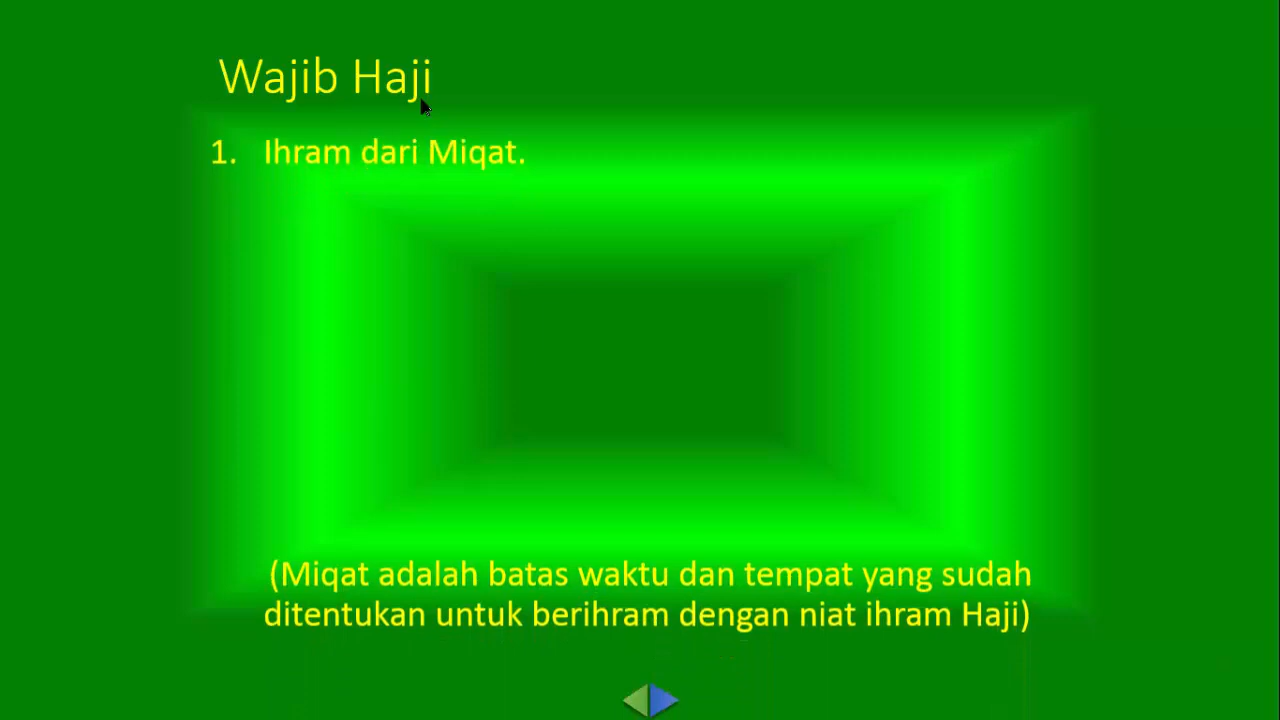 Wajib Haji
1. Ihram dari Miqat.
(Miqat adalah batas waktu dan tempat yang sudah
ditentukan untuk berihram dengan niat ihram Haji)